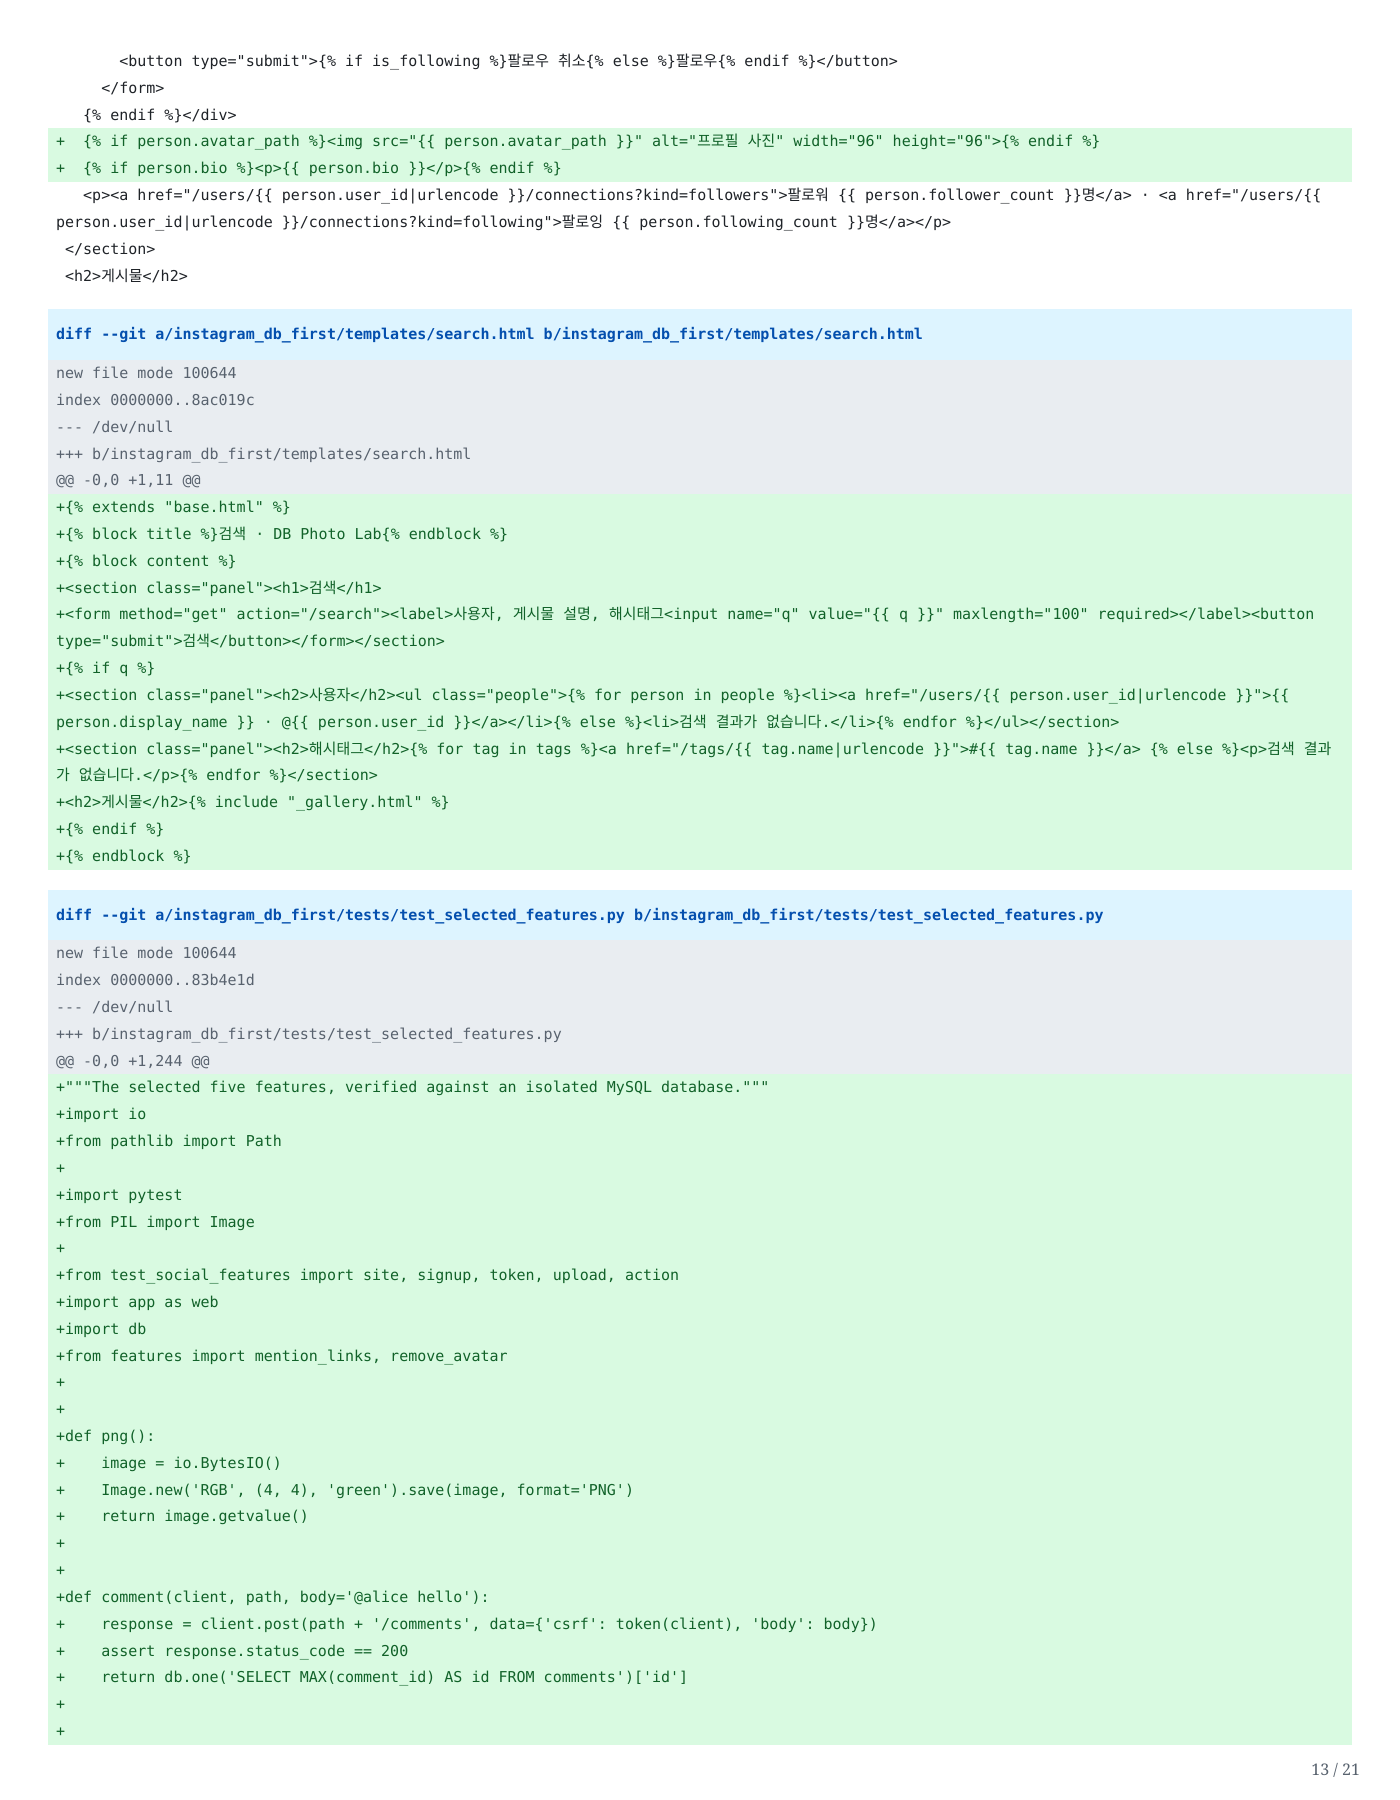 <button type="submit">{% if is_following %}팔로우 취소{% else %}팔로우{% endif %}</button>
     </form>
   {% endif %}</div>
+  {% if person.avatar_path %}<img src="{{ person.avatar_path }}" alt="프로필 사진" width="96" height="96">{% endif %}
+  {% if person.bio %}<p>{{ person.bio }}</p>{% endif %}
   <p><a href="/users/{{ person.user_id|urlencode }}/connections?kind=followers">팔로워 {{ person.follower_count }}명</a> · <a href="/users/{{
person.user_id|urlencode }}/connections?kind=following">팔로잉 {{ person.following_count }}명</a></p>
 </section>
 <h2>게시물</h2>
diff --git a/instagram_db_first/templates/search.html b/instagram_db_first/templates/search.html
new file mode 100644
index 0000000..8ac019c
--- /dev/null
+++ b/instagram_db_first/templates/search.html
@@ -0,0 +1,11 @@
+{% extends "base.html" %}
+{% block title %}검색 · DB Photo Lab{% endblock %}
+{% block content %}
+<section class="panel"><h1>검색</h1>
+<form method="get" action="/search"><label>사용자, 게시물 설명, 해시태그<input name="q" value="{{ q }}" maxlength="100" required></label><button
type="submit">검색</button></form></section>
+{% if q %}
+<section class="panel"><h2>사용자</h2><ul class="people">{% for person in people %}<li><a href="/users/{{ person.user_id|urlencode }}">{{
person.display_name }} · @{{ person.user_id }}</a></li>{% else %}<li>검색 결과가 없습니다.</li>{% endfor %}</ul></section>
+<section class="panel"><h2>해시태그</h2>{% for tag in tags %}<a href="/tags/{{ tag.name|urlencode }}">#{{ tag.name }}</a> {% else %}<p>검색 결과
가 없습니다.</p>{% endfor %}</section>
+<h2>게시물</h2>{% include "_gallery.html" %}
+{% endif %}
+{% endblock %}
diff --git a/instagram_db_first/tests/test_selected_features.py b/instagram_db_first/tests/test_selected_features.py
new file mode 100644
index 0000000..83b4e1d
--- /dev/null
+++ b/instagram_db_first/tests/test_selected_features.py
@@ -0,0 +1,244 @@
+"""The selected five features, verified against an isolated MySQL database."""
+import io
+from pathlib import Path
+
+import pytest
+from PIL import Image
+
+from test_social_features import site, signup, token, upload, action
+import app as web
+import db
+from features import mention_links, remove_avatar
+
+
+def png():
+    image = io.BytesIO()
+    Image.new('RGB', (4, 4), 'green').save(image, format='PNG')
+    return image.getvalue()
+
+
+def comment(client, path, body='@alice hello'):
+    response = client.post(path + '/comments', data={'csrf': token(client), 'body': body})
+    assert response.status_code == 200
+    return db.one('SELECT MAX(comment_id) AS id FROM comments')['id']
+
+
13 / 21